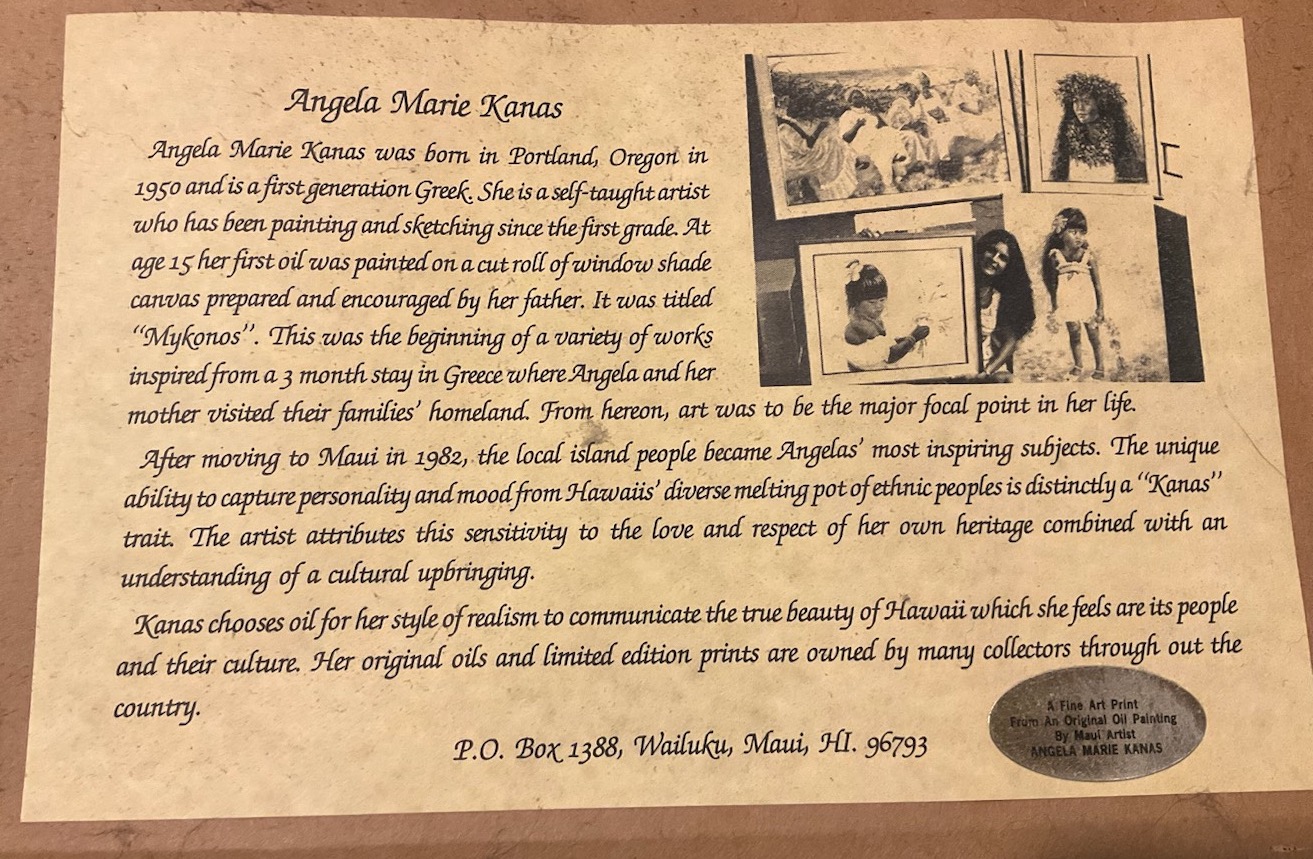 Angela Marie Kanas
Angela Marie Kanas was born in Portland, Oregon in
1950 and is a first generation Greek. She is a self-taught artist
who has been painting and sketching since the first grade. At
age 15 her first oil was painted on a cut roll of window shade
canvas prepared and encouraged by her father. It was titled
“Mykonos”. This was the beginning of a variety of works
inspired from a 3 month stay in Greece where Angela and her
mother visited their families’ homeland. From hereon, art was to be the major focal point in her life.
After moving to Maui in 1982, the local island people became Angelas’ most inspiring subjects. The unique
ability to capture personality and mood from Hawaiis’ diverse melting pot of ethnic peoples is distinctly a “Kanas”
trait. The artist attributes this sensitivity to the love and respect of her own heritage combined with an
understanding of a cultural upbringing.
Kanas chooses oil for her style of realism to communicate the true beauty of Hawaii which she feels are its people
and their culture. Her original oils and limited edition prints are owned by many collectors through out the
country.
P.O. Box 1388, Wailuku, Maui, HI. 96793
A Fine Art Print
From An Original Oil Painting
By Maui Artist
ANGELA MARIE KANAS